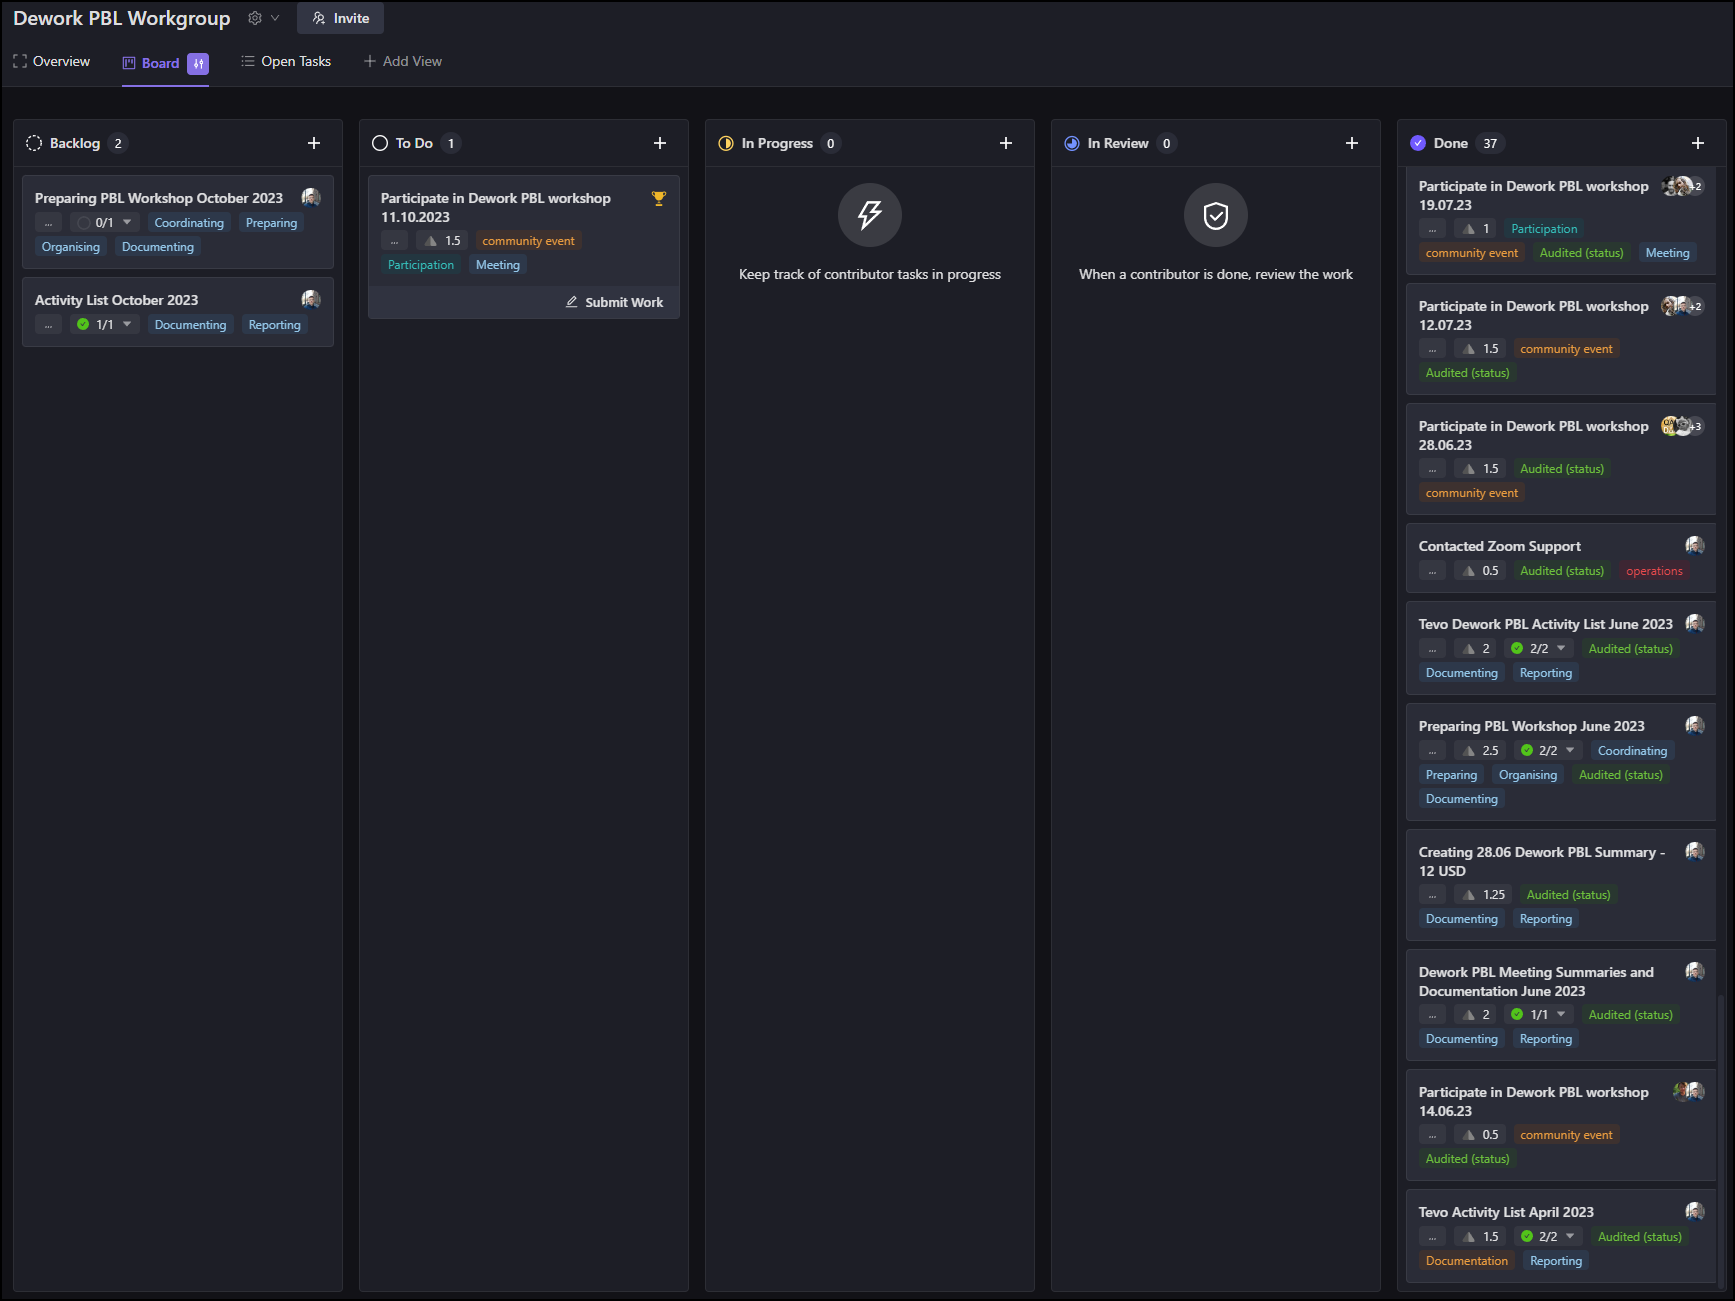 Dework PBL Workgroup
Invite
Overview
Board
Open Tasks
Add View
Backlog 2
Preparing PBL Workshop October 2023
... 0/1 Coordinating Preparing
Organising Documenting
Activity List October 2023
... 1/1 Documenting Reporting
To Do 1
Participate in Dework PBL workshop
11.10.2023
... 1.5 community event
Participation Meeting
Submit Work
In Progress 0
Keep track of contributor tasks in progress
In Review 0
When a contributor is done, review the work
Done 37
Participate in Dework PBL workshop +2
19.07.23
... 1 Participation
community event Audited (status) Meeting
Participate in Dework PBL workshop +2
12.07.23
... 1.5 community event
Audited (status)
Participate in Dework PBL workshop +3
28.06.23
... 1.5 Audited (status)
community event
Contacted Zoom Support
... 0.5 Audited (status) operations
Tevo Dework PBL Activity List June 2023
... 2 2/2 Audited (status)
Documenting Reporting
Preparing PBL Workshop June 2023
... 2.5 2/2 Coordinating
Preparing Organising Audited (status)
Documenting
Creating 28.06 Dework PBL Summary -
12 USD
... 1.25 Audited (status)
Documenting Reporting
Dework PBL Meeting Summaries and
Documentation June 2023
... 2 1/1 Audited (status)
Documenting Reporting
Participate in Dework PBL workshop
14.06.23
... 0.5 community event
Audited (status)
Tevo Activity List April 2023
... 1.5 2/2 Audited (status)
Documentation Reporting